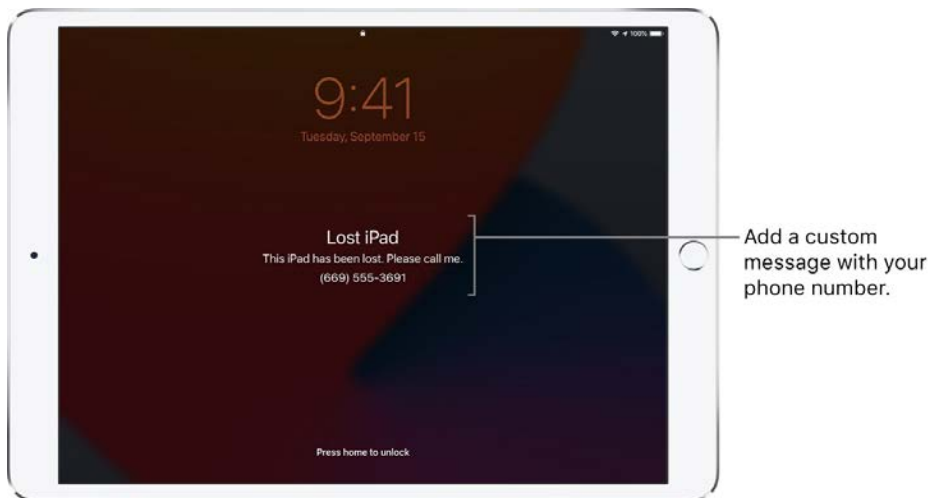 100%
9:41
Tuesday, September 15
Lost iPad
This iPad has been lost. Please call me.
(669) 555-3691
Press home to unlock
Add a custom
message with your
phone number.